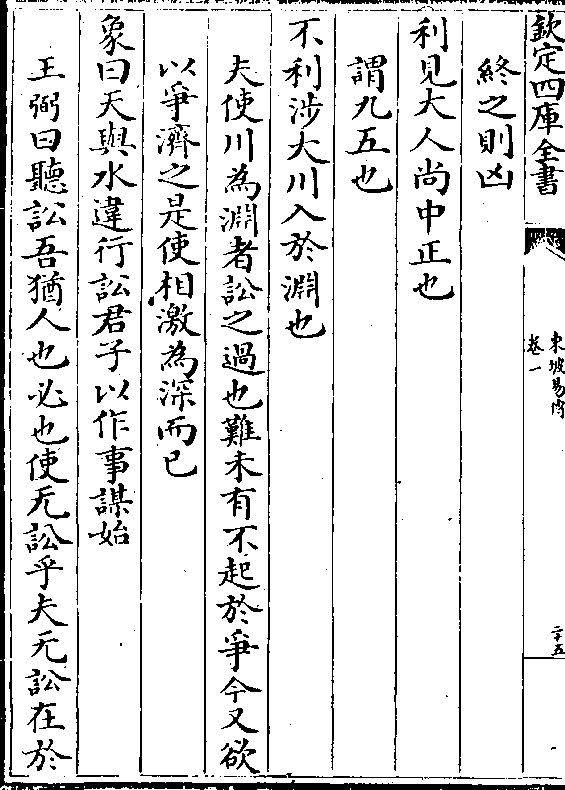 欽定四庫全書
東坡易傳
卷一
二十五
終之則凶
利見大人尚中正也
謂九五也
不利涉大川入於淵也
夫使川為淵者訟之過也難未有不起於爭今又欲
以爭濟之是使相激為深而已
象曰天與水違行訟君子以作事謀始
王弼曰聽訟吾猶人也必也使无訟乎夫无訟在於